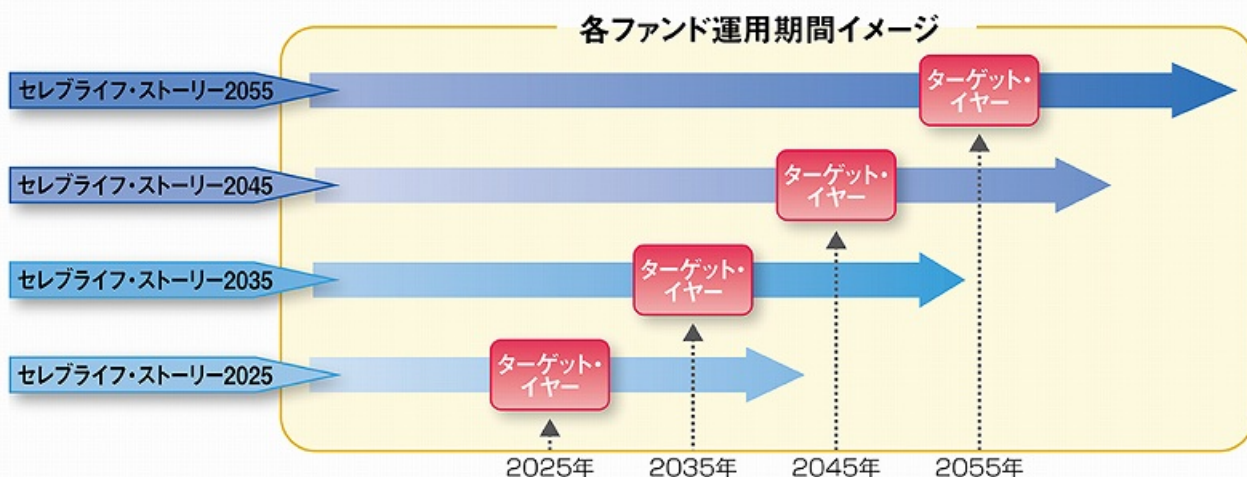 各ファンド運用期間イメージ
セレブライフ・ストーリー2055
ターゲット・
イヤー
セレブライフ・ストーリー2045
ターゲット・
イヤー
セレブライフ・ストーリー2035
ターゲット・
イヤー
セレブライフ・ストーリー2025
ターゲット・
イヤー
2025年 2035年 2045年 2055年